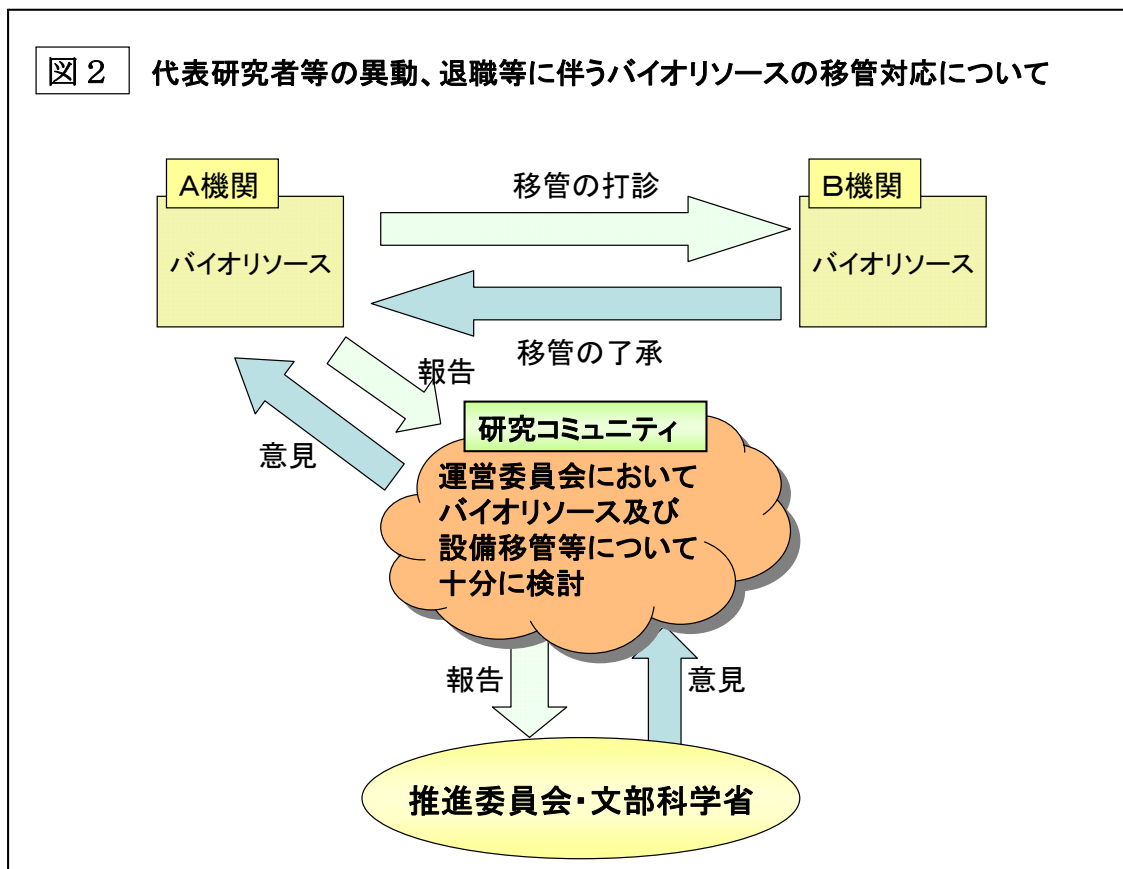 図２ 代表研究者等の異動、退職等に伴うバイオリソースの移管対応について
Ａ機関
バイオリソース
移管の打診
Ｂ機関
バイオリソース
移管の了承
報告
意見
研究コミュニティ
運営委員会において
バイオリソース及び
設備移管等について
十分に検討
報告
意見
推進委員会・文部科学省